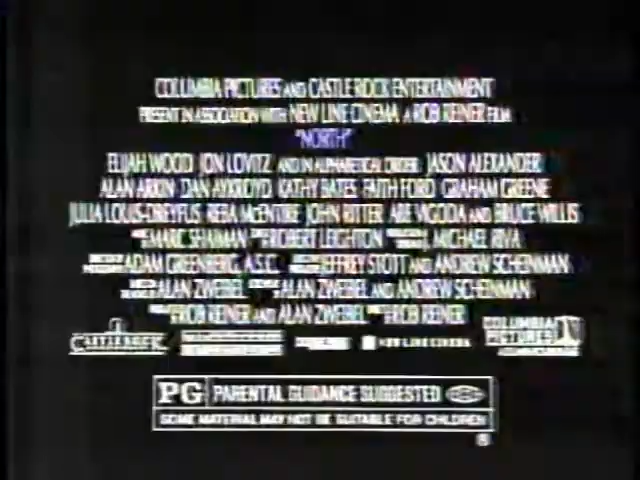 COLUMBIA PICTURES AND CASTLE ROCK ENTERTAINMENT
PRESENT IN ASSOCIATION WITH NEW LINE CINEMA A ROB REINER FILM
"NORTH"
ELIJAH WOOD JON LOVITZ AND IN ALPHABETICAL ORDER JASON ALEXANDER
ALAN ARKIN DAN AYKROYD KATHY BATES FAITH FORD GRAHAM GREENE
JULIA LOUIS-DREYFUS REBA McENTIRE JOHN RITTER ABE VIGODA AND BRUCE WILLIS
MARC SHAIMAN ROBERT LEIGHTON J. MICHAEL RIVA
ADAM GREENBERG, A.S.C. JEFFREY STOTT AND ANDREW SCHEINMAN
ALAN ZWEIBEL ALAN ZWEIBEL AND ANDREW SCHEINMAN
ROB REINER AND ALAN ZWEIBEL ROB REINER
CASTLE ROCK NEW LINE CINEMA COLUMBIA PICTURES
PG PARENTAL GUIDANCE SUGGESTED
SOME MATERIAL MAY NOT BE SUITABLE FOR CHILDREN